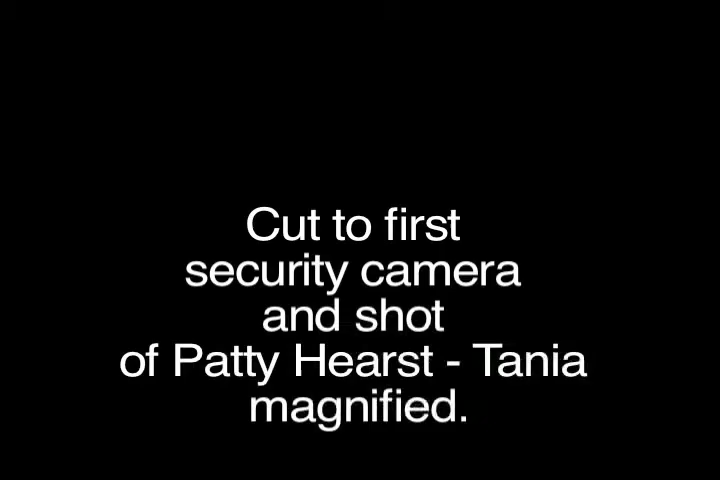 Cut to first
security camera
and shot
of Patty Hearst - Tania
magnified.